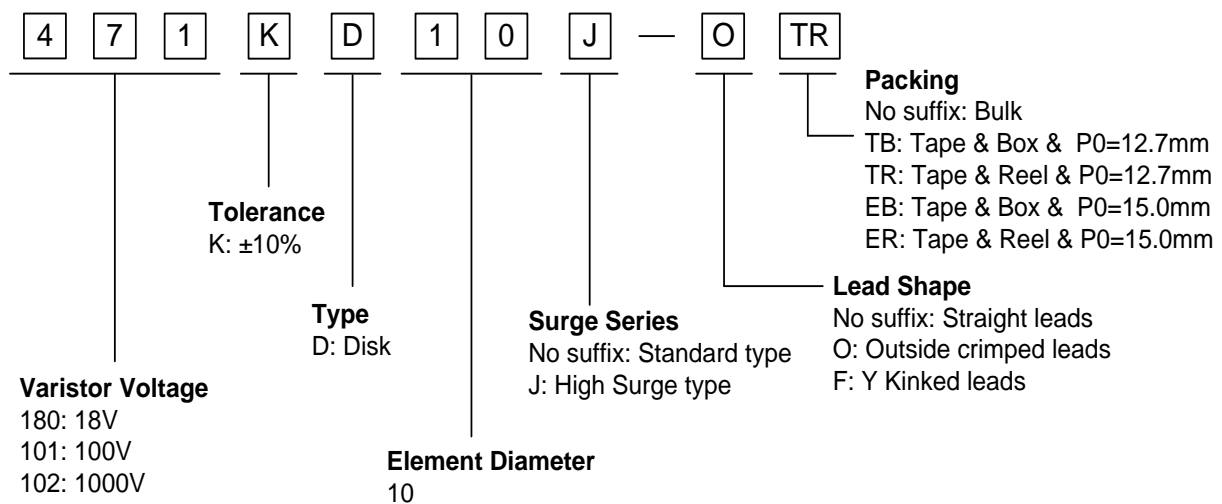 4 7 1 K D 1 0 J — O TR
Packing
No suffix: Bulk
TB: Tape & Box & P0=12.7mm
TR: Tape & Reel & P0=12.7mm
EB: Tape & Box & P0=15.0mm
ER: Tape & Reel & P0=15.0mm
Tolerance
K: ±10%
Lead Shape
No suffix: Straight leads
O: Outside crimped leads
F: Y Kinked leads
Type
D: Disk
Surge Series
No suffix: Standard type
J: High Surge type
Varistor Voltage
180: 18V
101: 100V
102: 1000V
Element Diameter
10